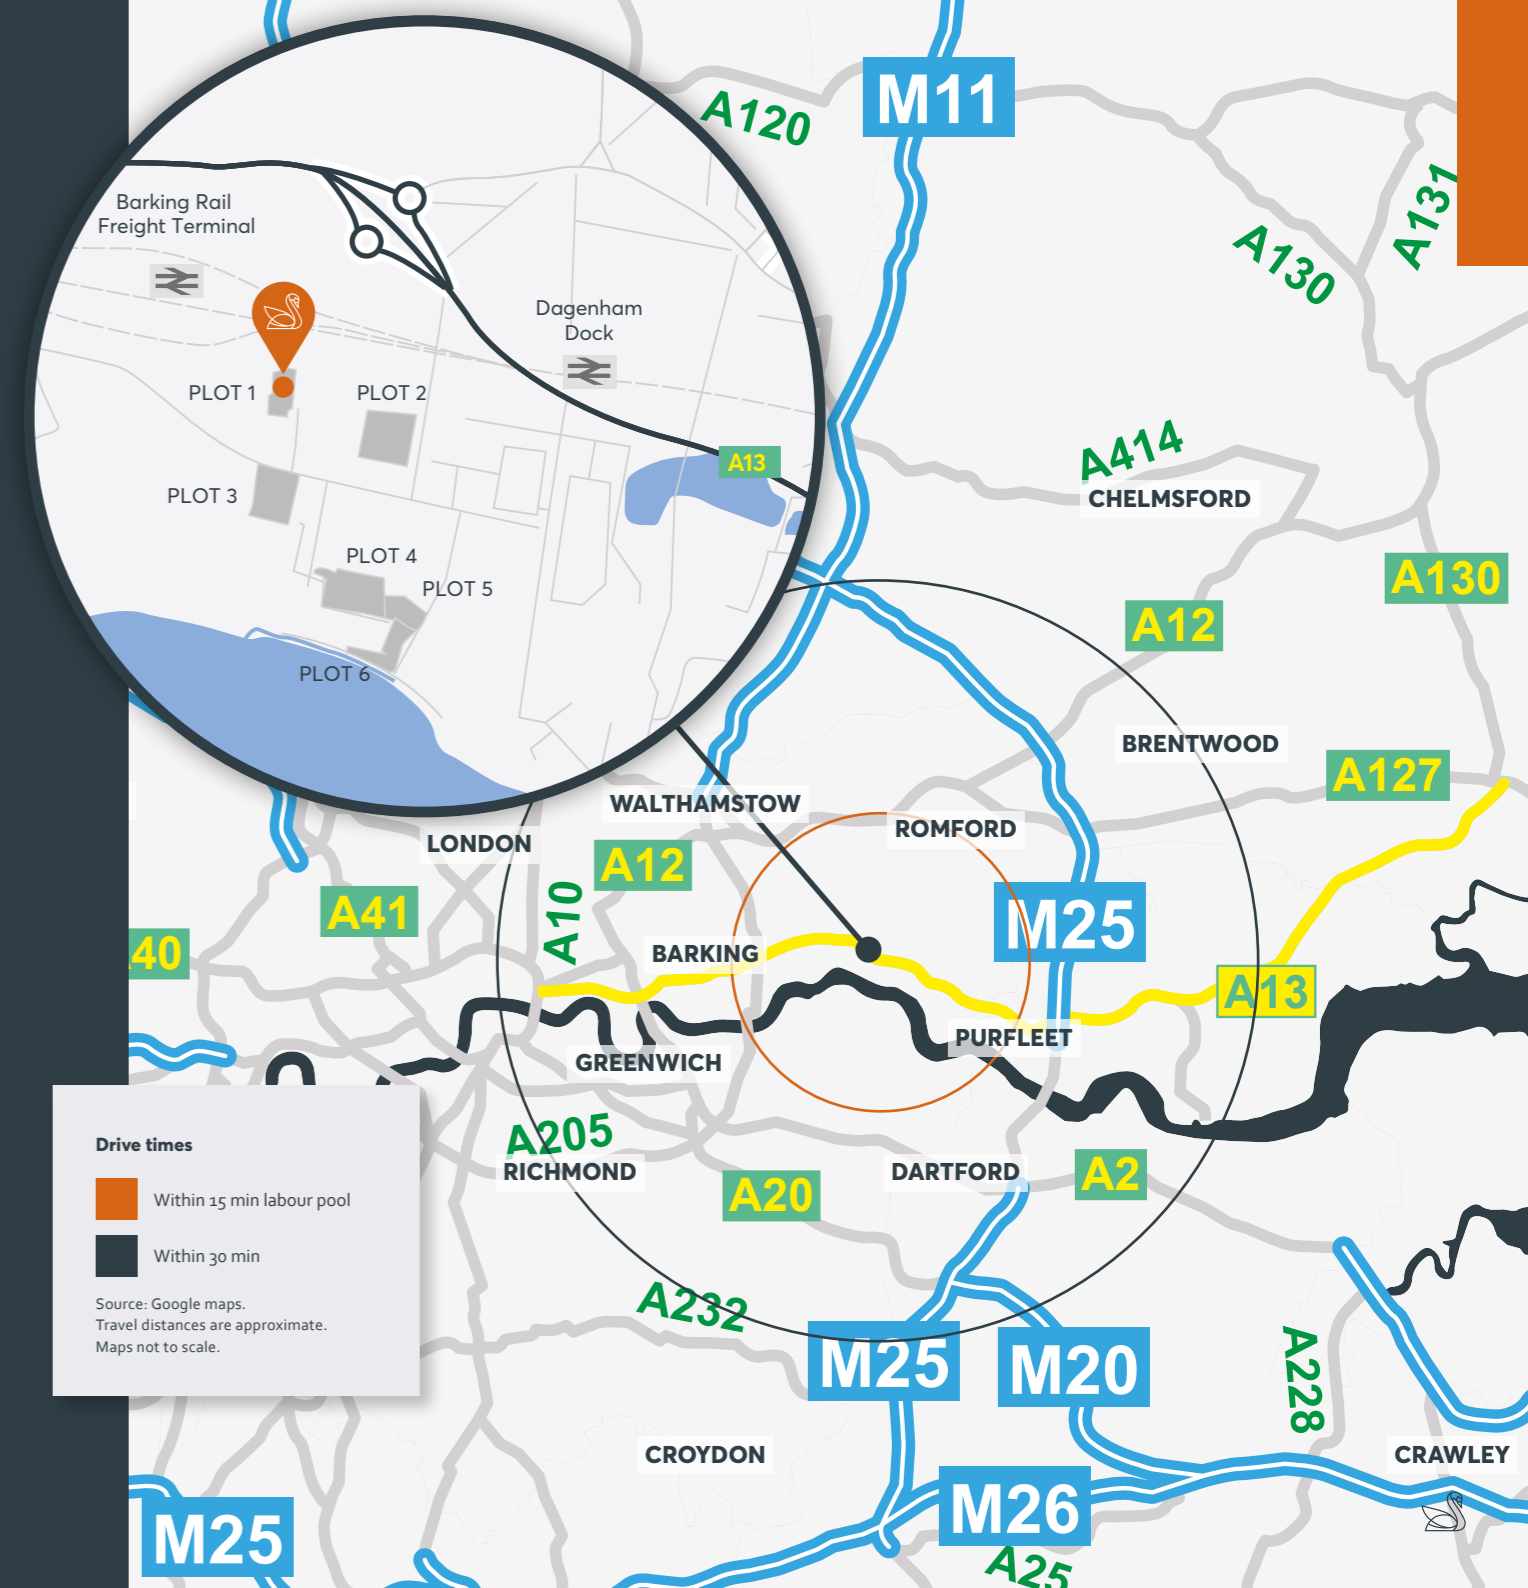 M11
A120
A131
A130
Barking Rail
Freight Terminal
Dagenham
Dock
PLOT 1
PLOT 2
A13
PLOT 3
PLOT 4
PLOT 5
PLOT 6
A414
CHELMSFORD
A130
A12
BRENTWOOD
A127
WALTHAMSTOW
ROMFORD
LONDON
A12
A41
A10
M25
40
BARKING
A13
PURFLEET
GREENWICH
A205
RICHMOND
DARTFORD
A2
A20
Drive times
Within 15 min labour pool
Within 30 min
Source: Google maps.
Travel distances are approximate.
Maps not to scale.
A232
M25
M20
A228
CROYDON
CRAWLEY
M26
M25
A25